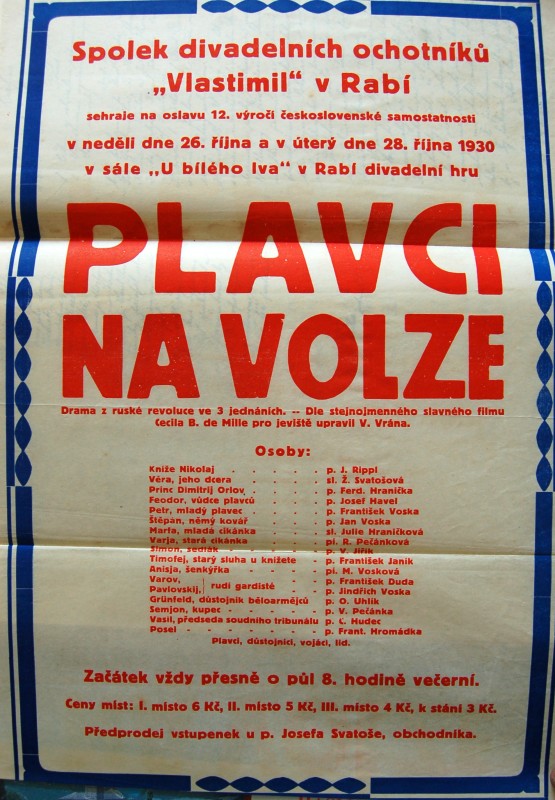 Spolek divadelních ochotníků
„Vlastimil" v Rabí
sehraje na oslavu 12. výročí československé samostatnosti
v neděli dne 26. října a v úterý dne 28. října 1930
v sále „U bílého lva" v Rabí divadelní hru
PLAVCI
NA VOLZE
Drama z ruské revoluce ve 3 jednáních. -- Dle stejnojmenného slavného filmu
Cecila B. de Mille pro jeviště upravil V. Vrána.
Osoby:
Kníže Nikolaj - - - - - p. J. Rippl
Věra, jeho dcera - - - - - sl. Ž. Svatošová
Princ Dimitrij Orlov - - - - p. Ferd. Hranička
Feodor, vůdce plavců - - - - p. Josef Havel
Petr, mladý plavec - - - - p. František Voska
Štěpan, němý kovář - - - - p. Jan Voska
Marfa, mladá cikánka - - - - sl. Julie Hraničková
Varja, stará cikánka - - - - pí. R. Pečánková
Šimon, sedlák - - - - - p. V. Jiřík
Timofej, starý sluha u knížete - - - p. František Janík
Anisja, šenkýřka - - - - - pí. M. Vosková
Varov, p. František Duda
Pavlovskij, rudí gardisté - - - p. Jindřich Voska
Grünfeld, důstojník běloarmějců - - p. O. Uhlík
Semjon, kupec - - - - - p. V. Pečánka
Vasil, předseda soudního tribunálu p. Č. Hudec
Posel - - - - - - p. Frant. Hromádka
Plavci, důstojníci, vojáci, lid.
Začátek vždy přesně o půl 8. hodině večerní.
Ceny míst: I. místo 6 Kč, II. místo 5 Kč, III. místo 4 Kč, k stání 3 Kč.
Předprodej vstupenek u p. Josefa Svatoše, obchodníka.